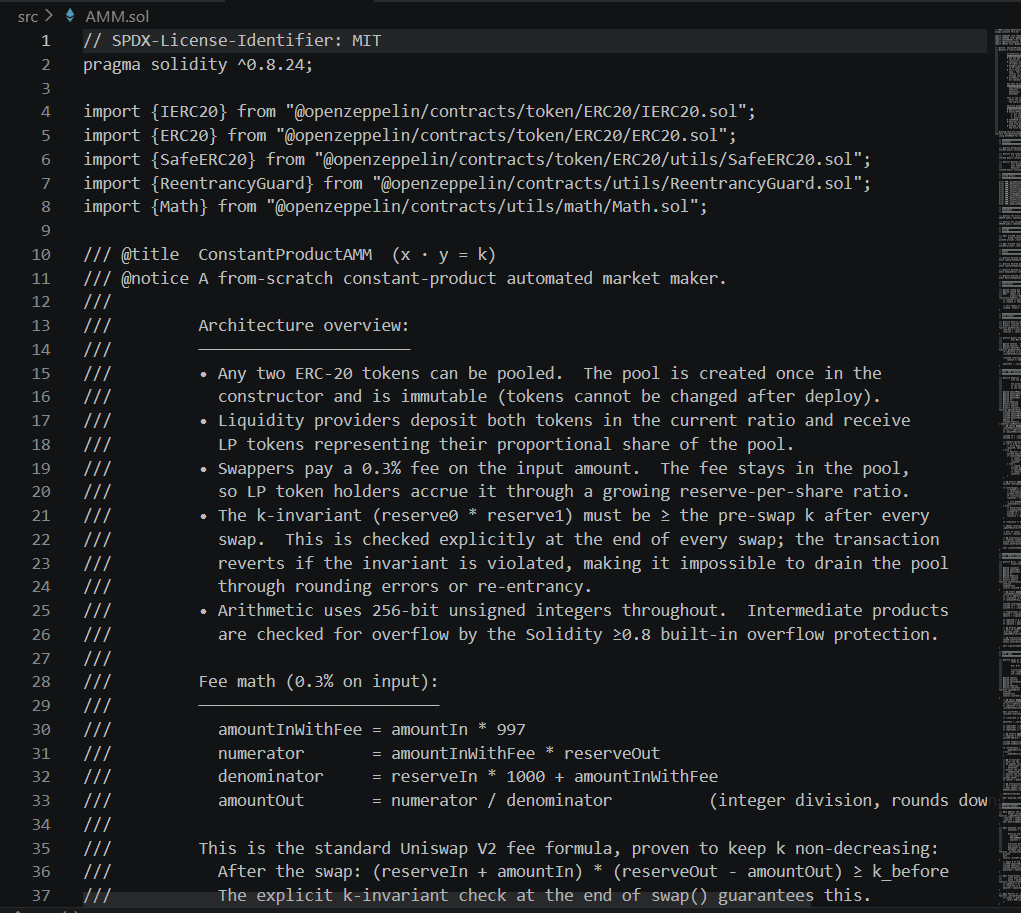 src > AMM.sol
1 // SPDX-License-Identifier: MIT
2 pragma solidity ^0.8.24;
3
4 import {IERC20} from "@openzeppelin/contracts/token/ERC20/IERC20.sol";
5 import {ERC20} from "@openzeppelin/contracts/token/ERC20/ERC20.sol";
6 import {SafeERC20} from "@openzeppelin/contracts/token/ERC20/utils/SafeERC20.sol";
7 import {ReentrancyGuard} from "@openzeppelin/contracts/utils/ReentrancyGuard.sol";
8 import {Math} from "@openzeppelin/contracts/utils/math/Math.sol";
9
10 /// @title  ConstantProductAMM  (x · y = k)
11 /// @notice A from-scratch constant-product automated market maker.
12 ///
13 ///         Architecture overview:
14 ///         ──────────────────────
15 ///         • Any two ERC-20 tokens can be pooled.  The pool is created once in the
16 ///           constructor and is immutable (tokens cannot be changed after deploy).
17 ///         • Liquidity providers deposit both tokens in the current ratio and receive
18 ///           LP tokens representing their proportional share of the pool.
19 ///         • Swappers pay a 0.3% fee on the input amount.  The fee stays in the pool,
20 ///           so LP token holders accrue it through a growing reserve-per-share ratio.
21 ///         • The k-invariant (reserve0 * reserve1) must be ≥ the pre-swap k after every
22 ///           swap.  This is checked explicitly at the end of every swap; the transaction
23 ///           reverts if the invariant is violated, making it impossible to drain the pool
24 ///           through rounding errors or re-entrancy.
25 ///         • Arithmetic uses 256-bit unsigned integers throughout.  Intermediate products
26 ///           are checked for overflow by the Solidity ≥0.8 built-in overflow protection.
27 ///
28 ///         Fee math (0.3% on input):
29 ///         ─────────────────────────
30 ///           amountInWithFee = amountIn * 997
31 ///           numerator       = amountInWithFee * reserveOut
32 ///           denominator     = reserveIn * 1000 + amountInWithFee
33 ///           amountOut       = numerator / denominator          (integer division, rounds dow
34 ///
35 ///         This is the standard Uniswap V2 fee formula, proven to keep k non-decreasing:
36 ///           After the swap: (reserveIn + amountIn) * (reserveOut - amountOut) ≥ k_before
37 ///           The explicit k-invariant check at the end of swap() guarantees this.